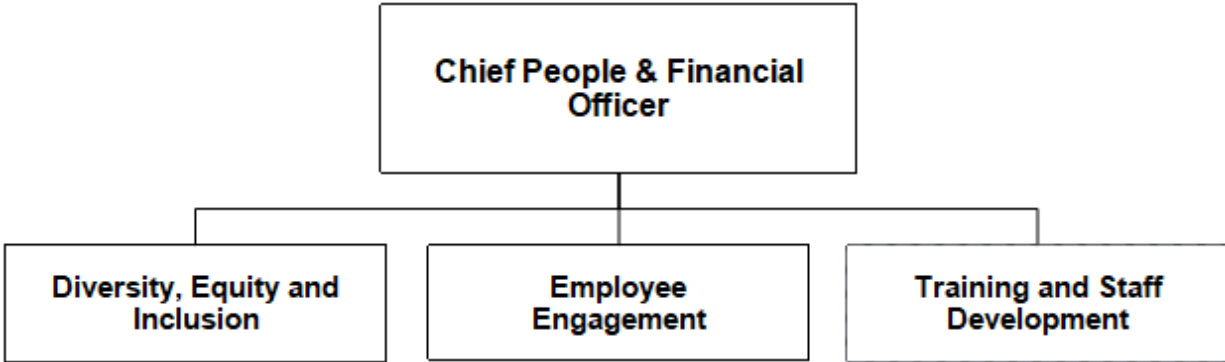 Chief People & Financial
Officer
Diversity, Equity and
Inclusion
Employee
Engagement
Training and Staff
Development